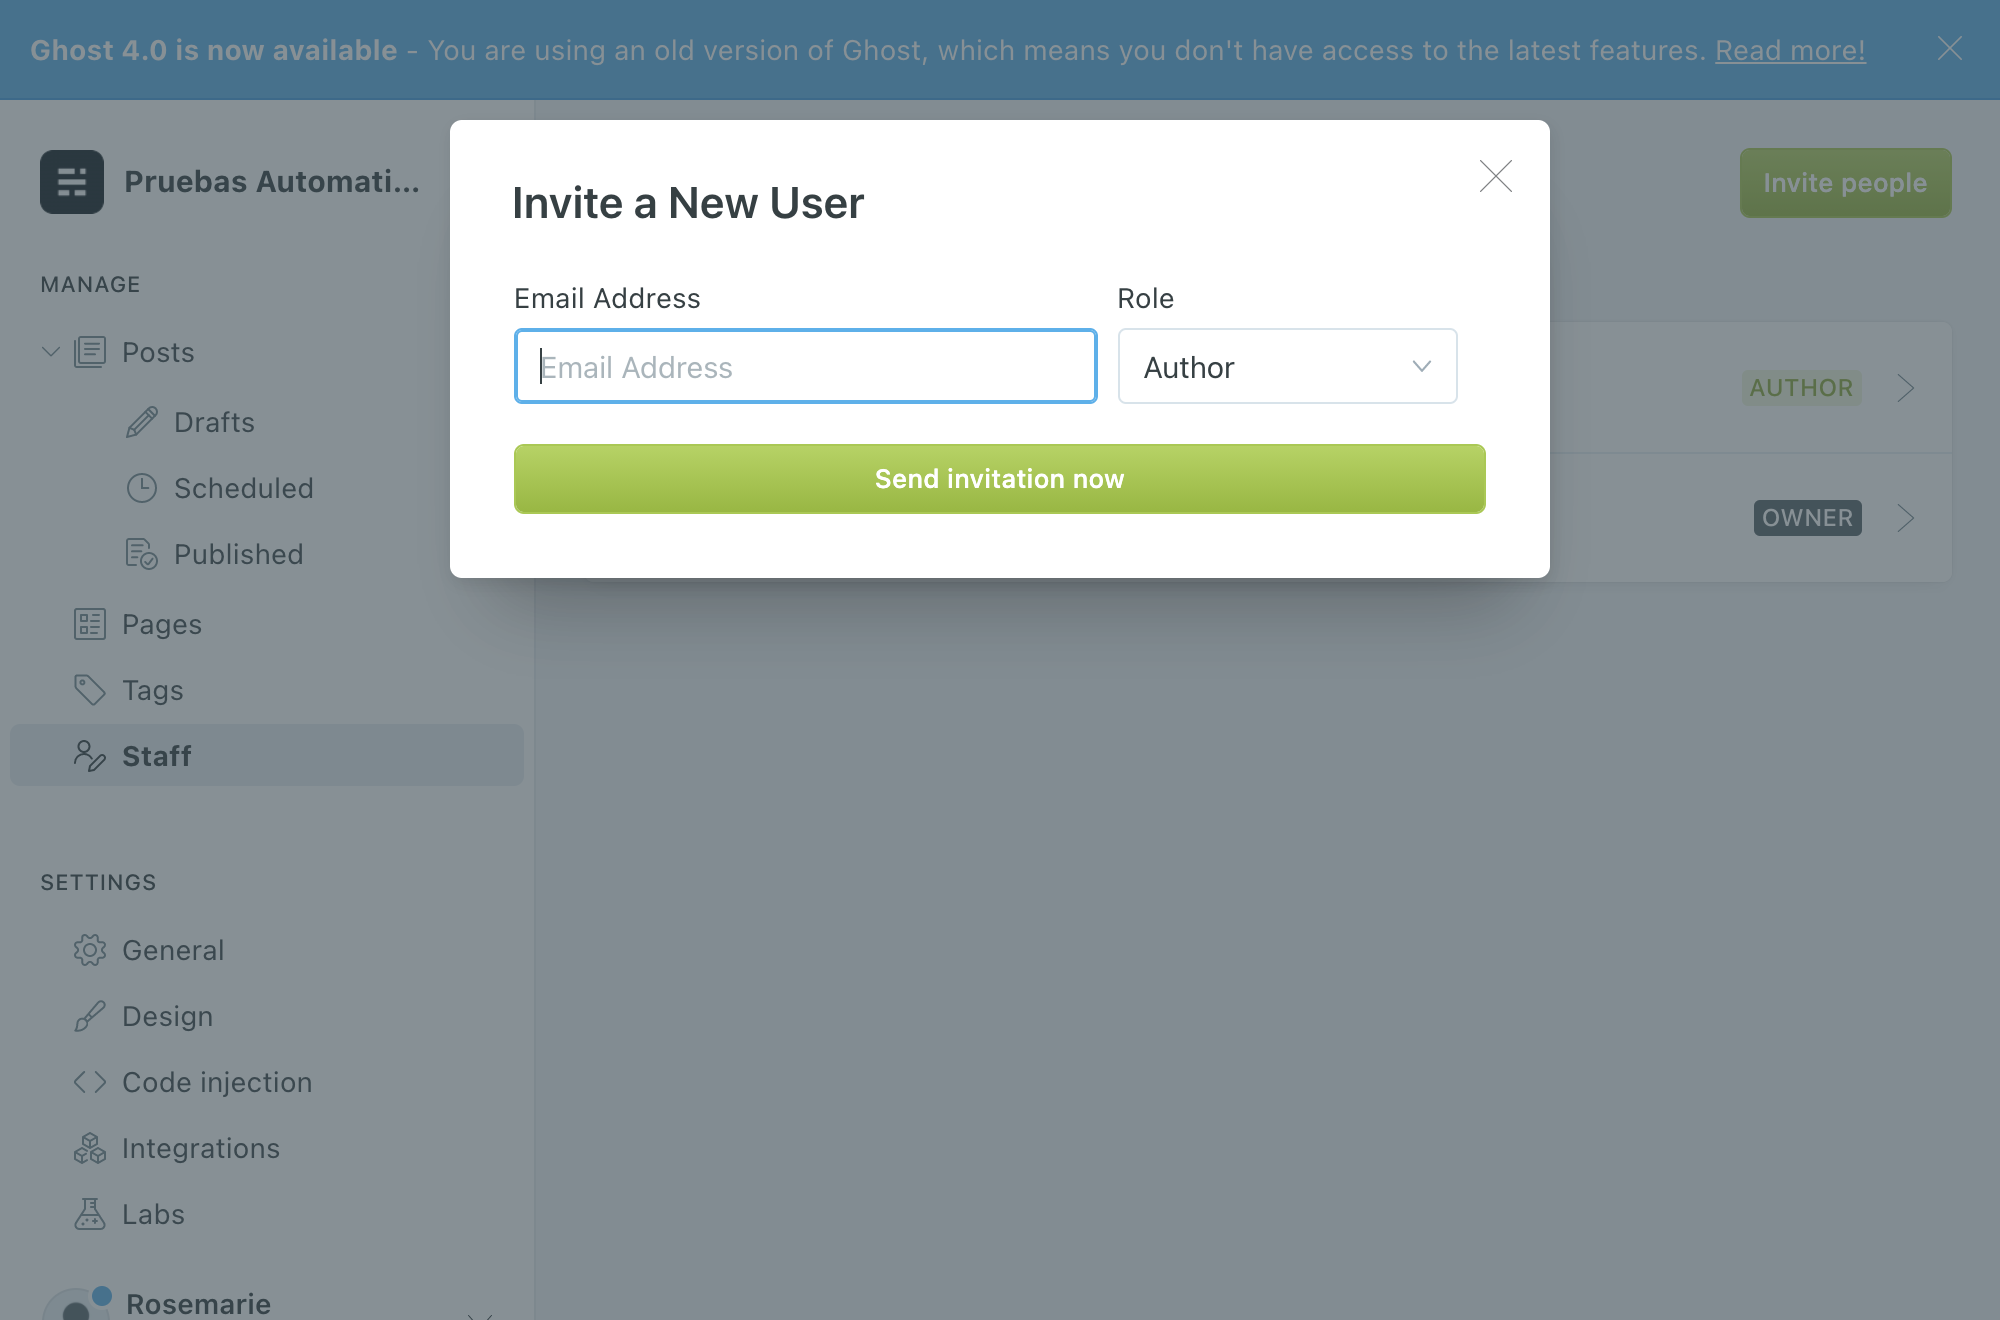 Ghost 4.0 is now available - You are using an old version of Ghost, which means you don't have access to the latest features. Read more!
Pruebas Automati...
Invite people
MANAGE
Posts
Drafts
Scheduled
Published
Pages
Tags
Staff
SETTINGS
General
Design
Code injection
Integrations
Labs
Rosemarie
Invite a New User
Email Address
Role
Email Address
Author
Send invitation now
AUTHOR
OWNER